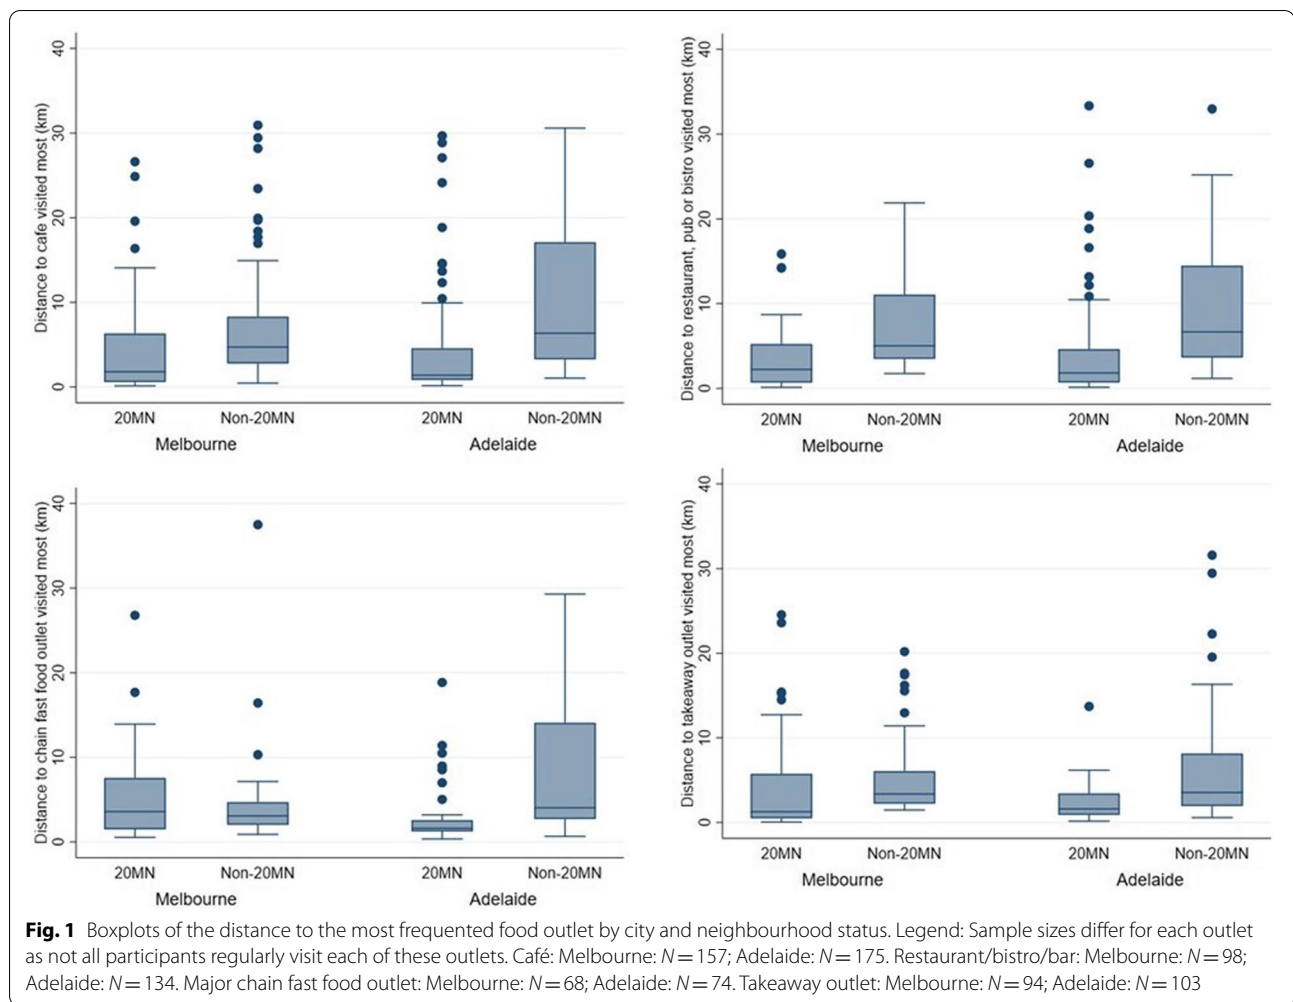 Distance to cafe visited most (km)
40
30
20
10
0
20MN Non-20MN 20MN Non-20MN
Melbourne Adelaide
Distance to restaurant, pub or bistro visited most (km)
40
30
20
10
0
20MN Non-20MN 20MN Non-20MN
Melbourne Adelaide
Distance to chain fast food outlet visited most (km)
40
30
20
10
0
20MN Non-20MN 20MN Non-20MN
Melbourne Adelaide
Distance to takeaway outlet visited most (km)
40
30
20
10
0
20MN Non-20MN 20MN Non-20MN
Melbourne Adelaide
Fig. 1 Boxplots of the distance to the most frequented food outlet by city and neighbourhood status. Legend: Sample sizes differ for each outlet
as not all participants regularly visit each of these outlets. Café: Melbourne: N = 157; Adelaide: N = 175. Restaurant/bistro/bar: Melbourne: N = 98;
Adelaide: N = 134. Major chain fast food outlet: Melbourne: N = 68; Adelaide: N = 74. Takeaway outlet: Melbourne: N = 94; Adelaide: N = 103